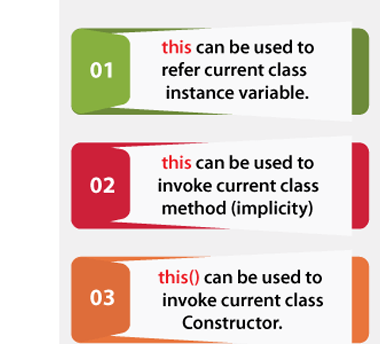 01
this can be used to
refer current class
instance variable.
02
this can be used to
invoke current class
method (implicity)
03
this() can be used to
invoke current class
Constructor.